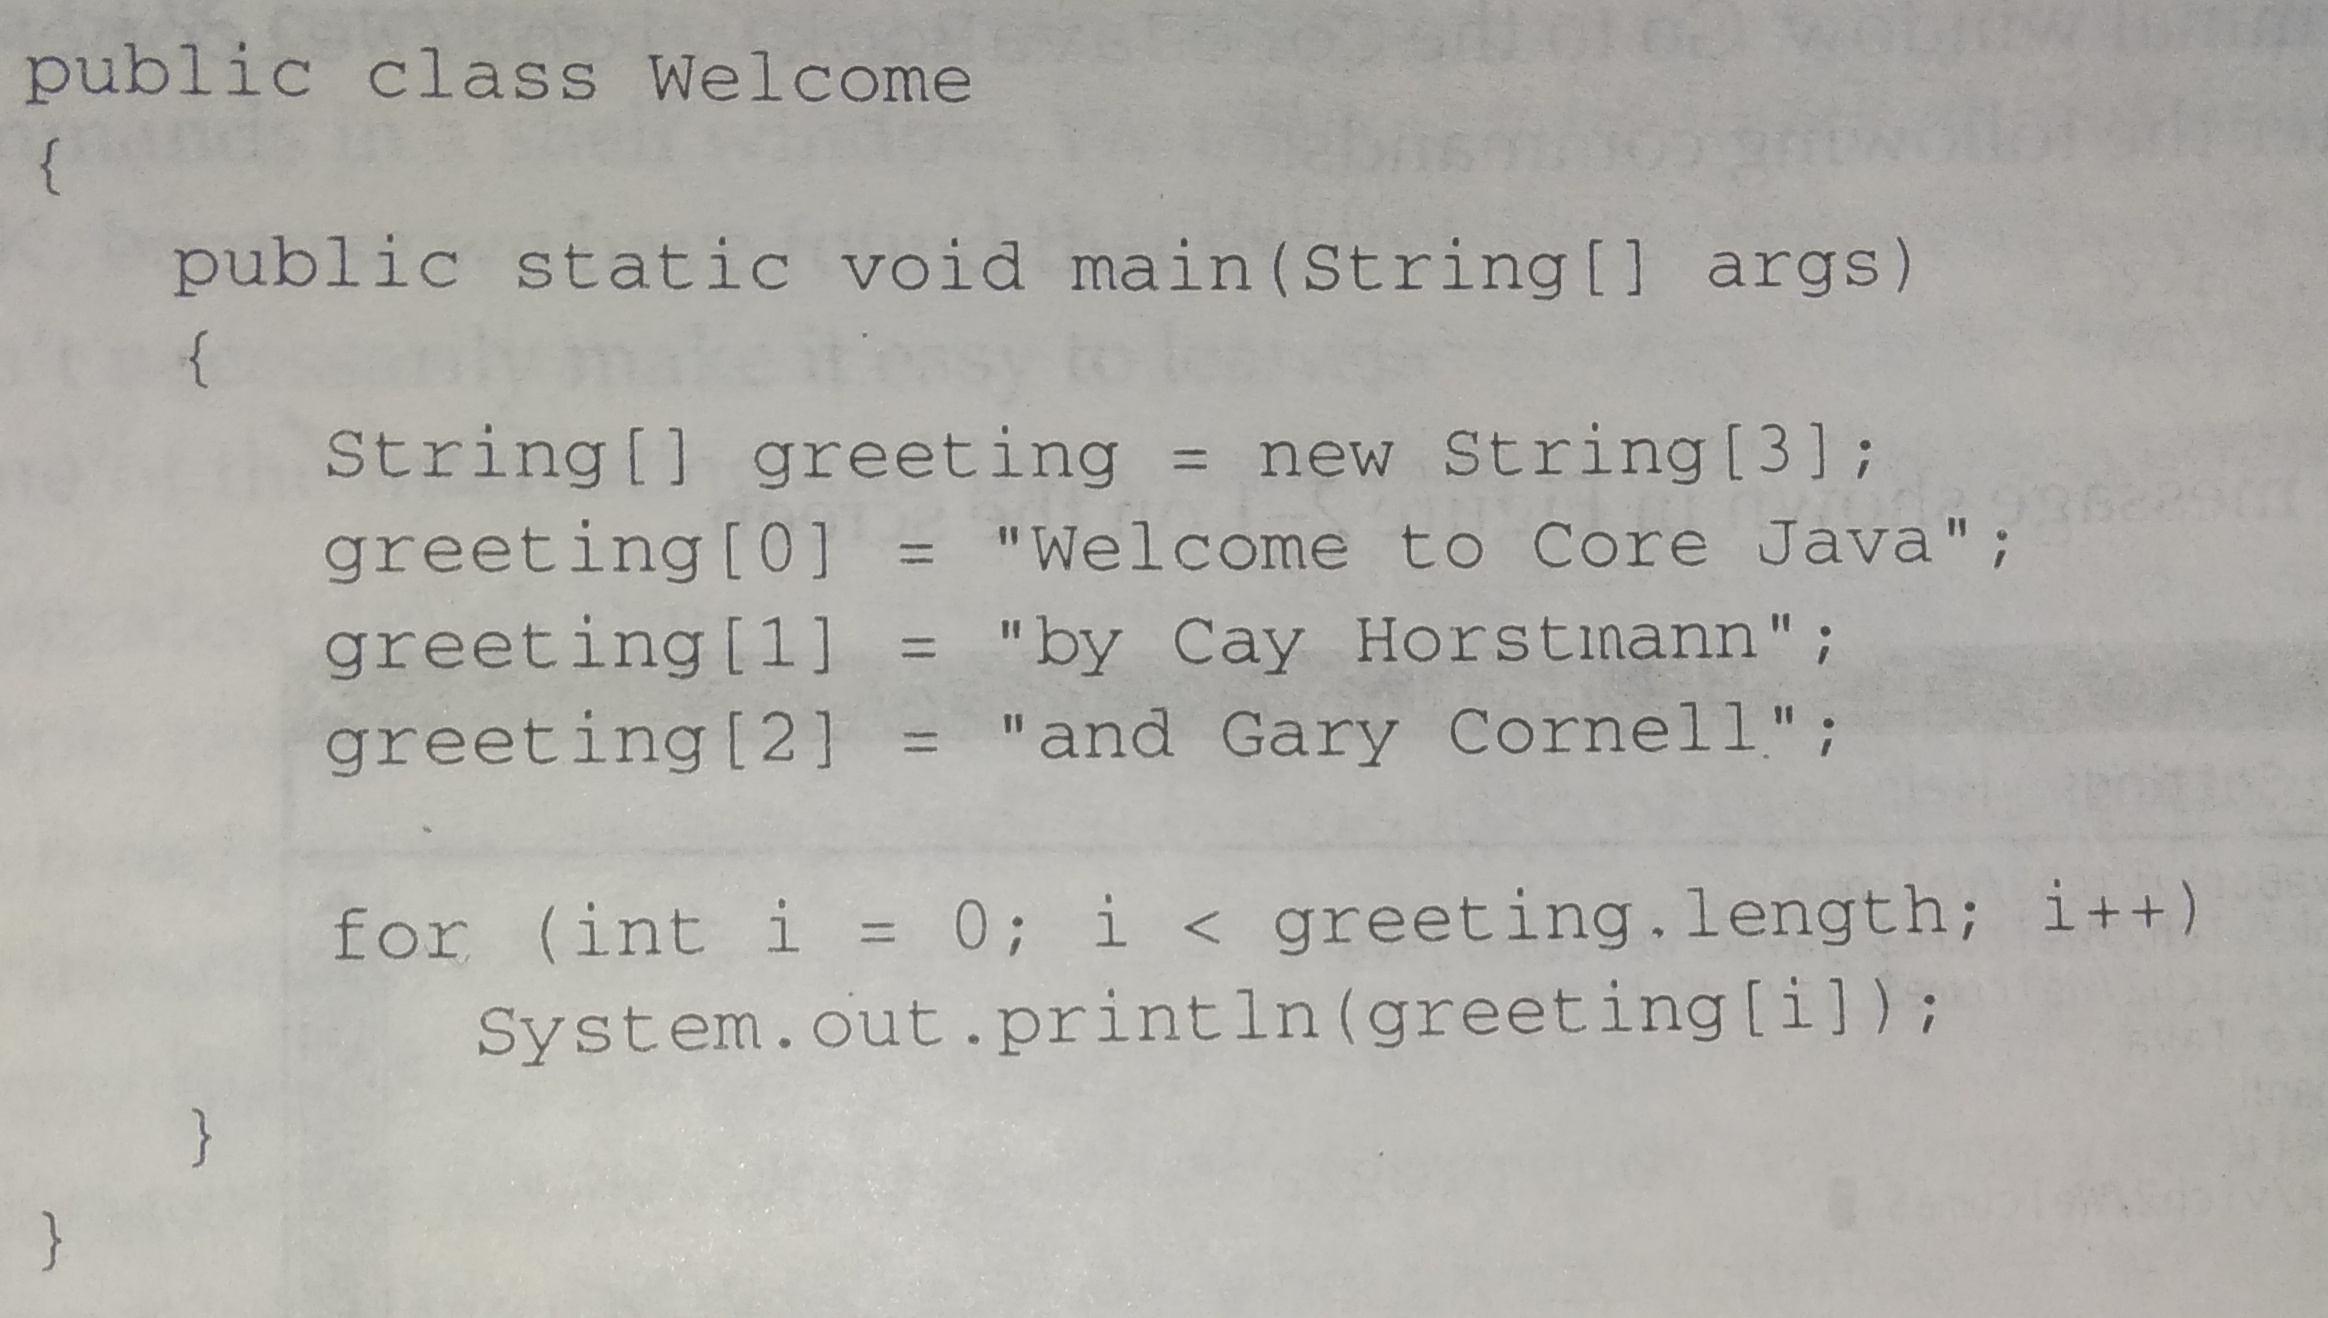 public class Welcome
{
public static void main(String[] args)
{
String[] greeting = new String[3];
greeting[0] = "Welcome to Core Java";
greeting[1] = "by Cay Horstmann";
greeting[2] = "and Gary Cornell";
for (int i = 0; i < greeting.length; i++)
System.out.println(greeting[i]);
}
}